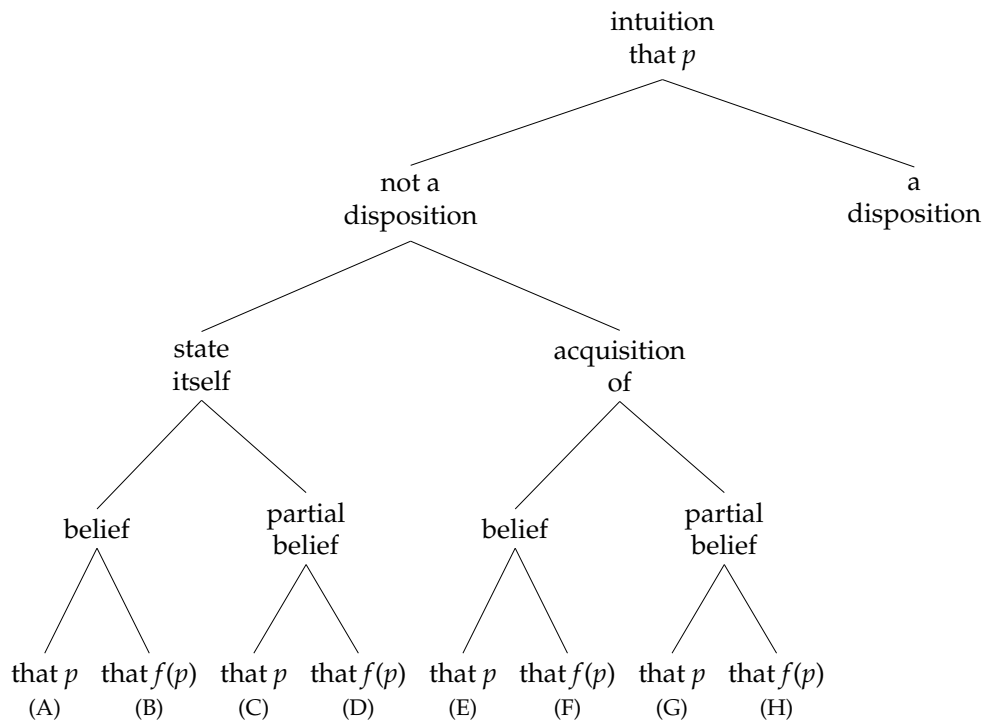 intuition
that p
not a
disposition
a
disposition
state
itself
acquisition
of
belief
partial
belief
belief
partial
belief
that p
that f(p)
that p
that f(p)
that p
that f(p)
that p
that f(p)
(A)
(B)
(C)
(D)
(E)
(F)
(G)
(H)